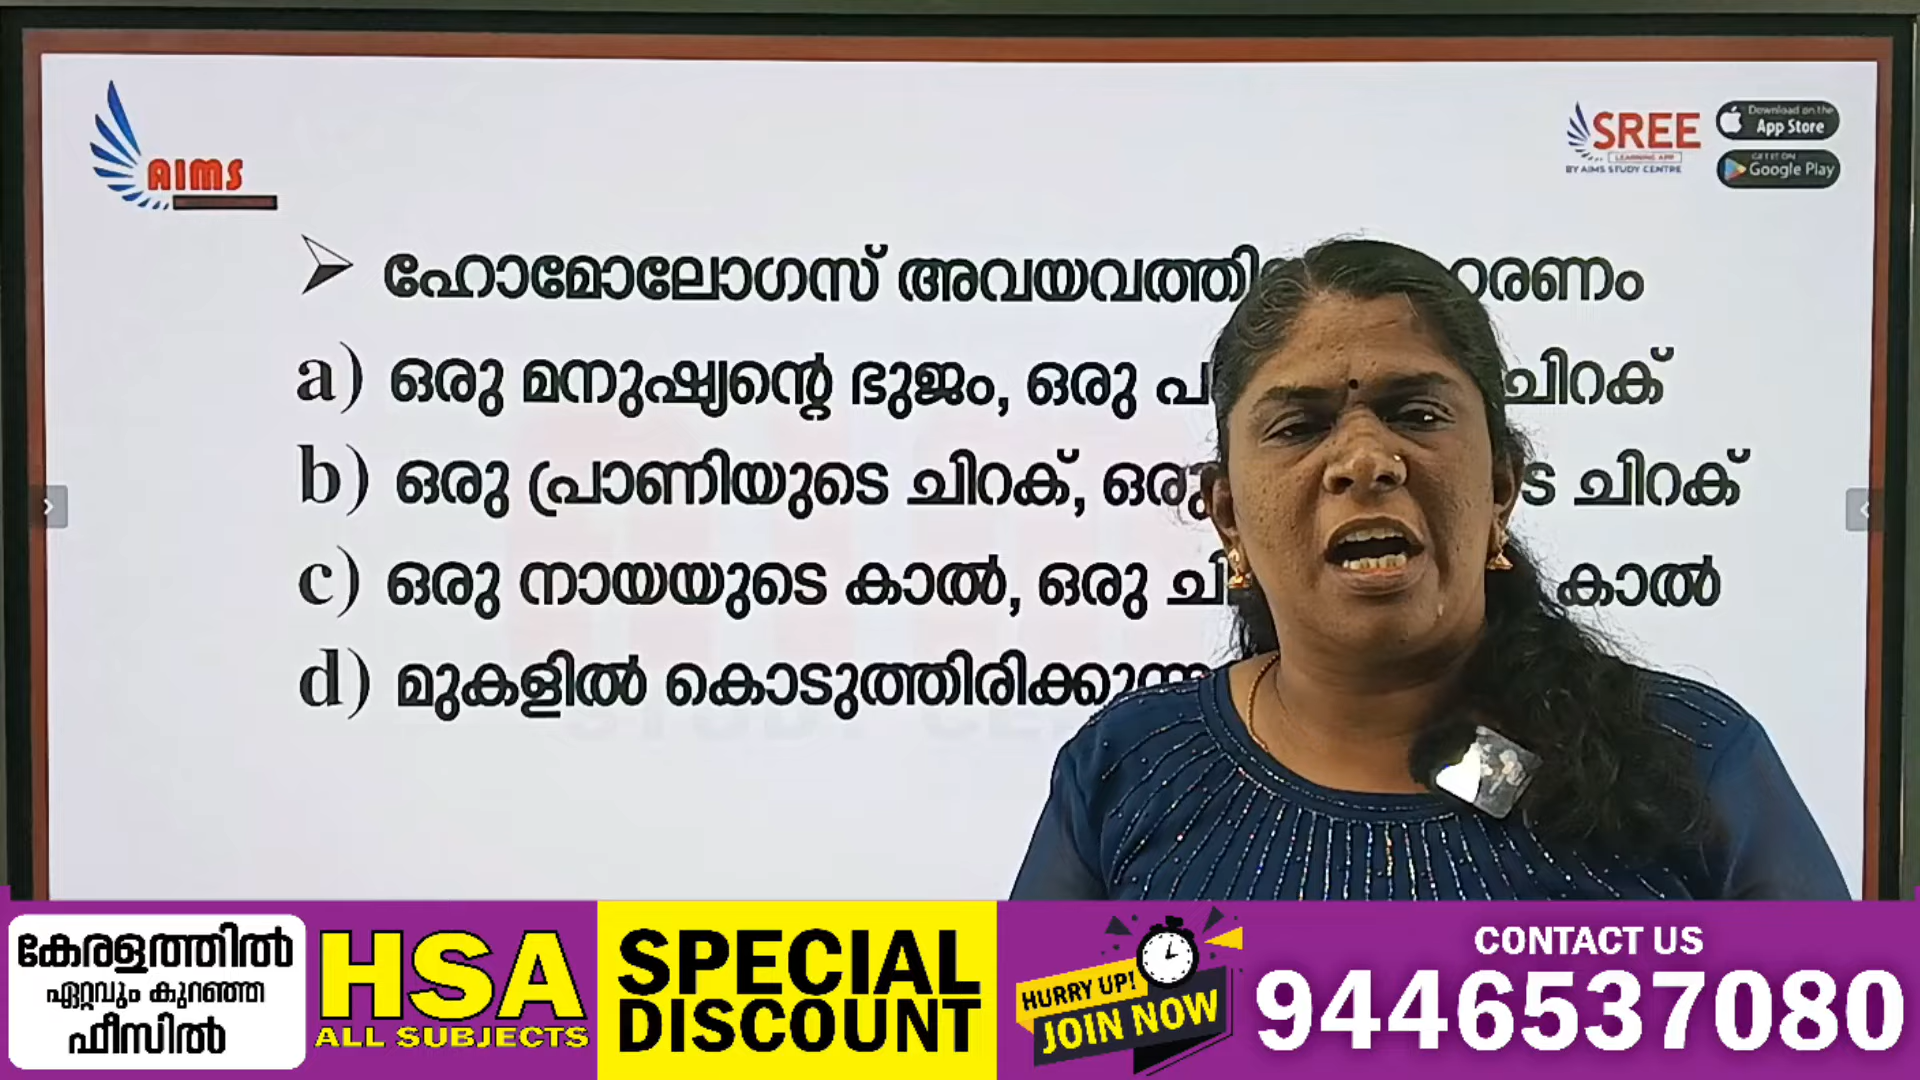 AIMS
SREE
LEARNING APP
BY AIMS STUDY CENTRE
Download on the
App Store
GET IT ON
Google Play
ഹോമോലോഗസ് അവയവത്തി
a) ഒരു മനുഷ്യന്റെ ഭുജം, ഒരു ചിറക്
b) ഒരു പ്രാണിയുടെ ചിറക്, ഒരു ചിറക്
c) ഒരു നായയുടെ കാൽ, ഒരു കാൽ
d) മുകളിൽ
കേരളത്തിൽ
ഏറ്റവും കുറഞ്ഞ
ഫീസിൽ
HSA
ALL SUBJECTS
SPECIAL
DISCOUNT
HURRY UP!
JOIN NOW
CONTACT US
9446537080